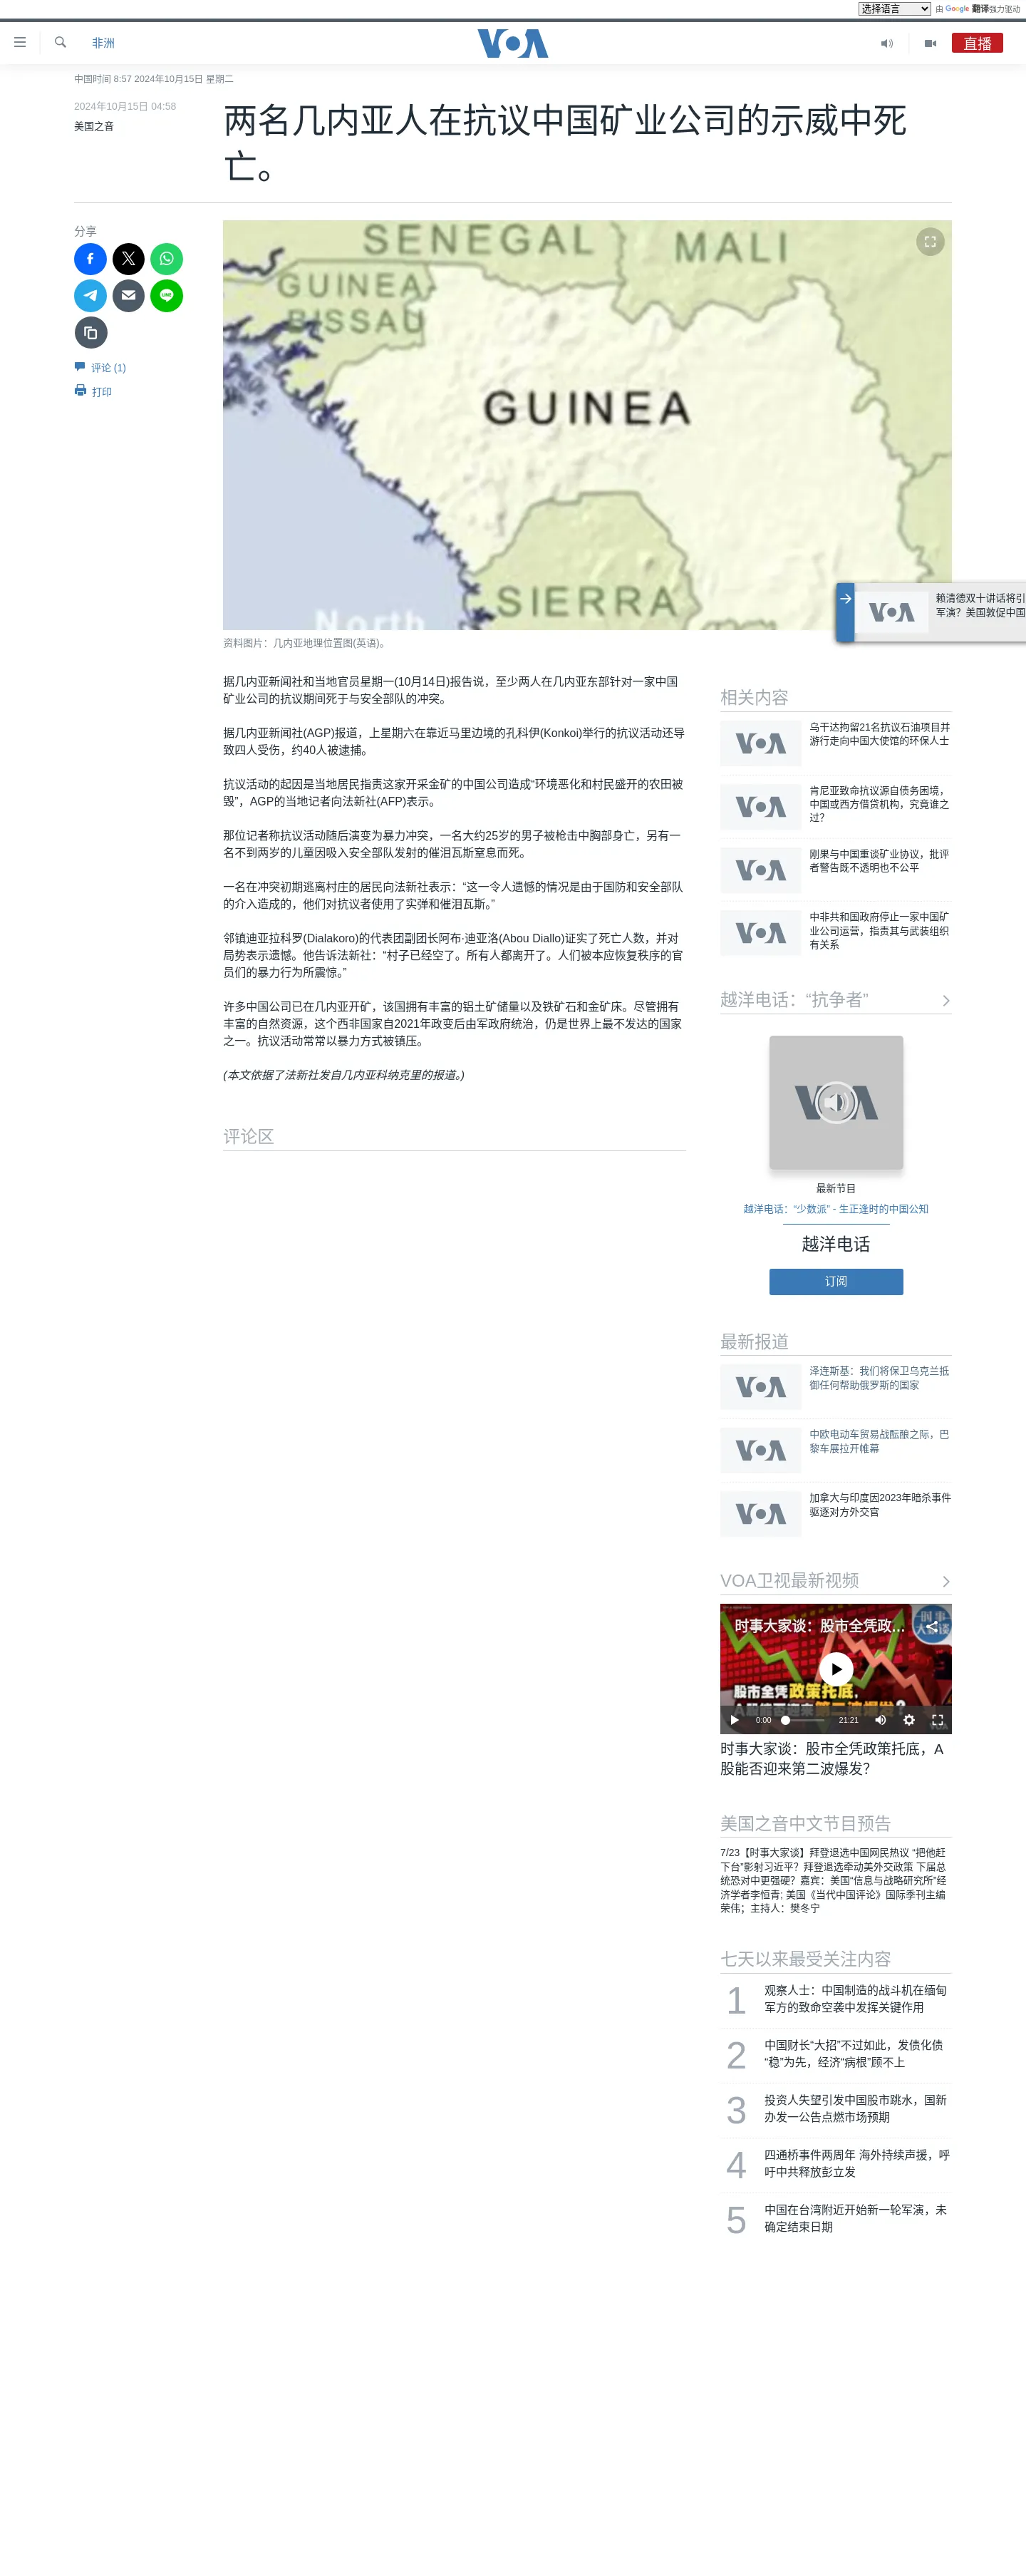 选择语言 由 Google 翻译强力驱动
非洲
VOA
直播
中国时间 8:57 2024年10月15日 星期二
2024年10月15日 04:58
美国之音
两名几内亚人在抗议中国矿业公司的示威中死
亡。
分享
评论 (1)
打印
SENEGAL
MALI
GUINEA
BISSAU
GUINEA
SIERRA
North
资料图片：几内亚地理位置图(英语)。
赖清德双十讲话将引
军演？美国敦促中国
据几内亚新闻社和当地官员星期一(10月14日)报告说，至少两人在几内亚东部针对一家中国
矿业公司的抗议期间死于与安全部队的冲突。
据几内亚新闻社(AGP)报道，上星期六在靠近马里边境的孔科伊(Konkoi)举行的抗议活动还导
致四人受伤，约40人被逮捕。
抗议活动的起因是当地居民指责这家开采金矿的中国公司造成“环境恶化和村民盛开的农田被
毁”，AGP的当地记者向法新社(AFP)表示。
那位记者称抗议活动随后演变为暴力冲突，一名大约25岁的男子被枪击中胸部身亡，另有一
名不到两岁的儿童因吸入安全部队发射的催泪瓦斯窒息而死。
一名在冲突初期逃离村庄的居民向法新社表示：“这一令人遗憾的情况是由于国防和安全部队
的介入造成的，他们对抗议者使用了实弹和催泪瓦斯。”
邻镇迪亚拉科罗(Dialakoro)的代表团副团长阿布·迪亚洛(Abou Diallo)证实了死亡人数，并对
局势表示遗憾。他告诉法新社：“村子已经空了。所有人都离开了。人们被本应恢复秩序的官
员们的暴力行为所震惊。”
许多中国公司已在几内亚开矿，该国拥有丰富的铝土矿储量以及铁矿石和金矿床。尽管拥有
丰富的自然资源，这个西非国家自2021年政变后由军政府统治，仍是世界上最不发达的国家
之一。抗议活动常常以暴力方式被镇压。
(本文依据了法新社发自几内亚科纳克里的报道。)
评论区
相关内容
VOA
乌干达拘留21名抗议石油项目并
游行走向中国大使馆的环保人士
VOA
肯尼亚致命抗议源自债务困境，
中国或西方借贷机构，究竟谁之
过？
VOA
刚果与中国重谈矿业协议，批评
者警告既不透明也不公平
VOA
中非共和国政府停止一家中国矿
业公司运营，指责其与武装组织
有关系
越洋电话：“抗争者”
VOA
最新节目
越洋电话：“少数派” - 生正逢时的中国公知
越洋电话
订阅
最新报道
VOA
泽连斯基：我们将保卫乌克兰抵
御任何帮助俄罗斯的国家
VOA
中欧电动车贸易战酝酿之际，巴
黎车展拉开帷幕
VOA
加拿大与印度因2023年暗杀事件
驱逐对方外交官
VOA卫视最新视频
时事大家谈：股市全凭政…
时事
大家谈
股市全凭政策托底，
A股能否迎来第二波爆发？
0:00
21:21
时事大家谈：股市全凭政策托底，A
股能否迎来第二波爆发？
美国之音中文节目预告
7/23【时事大家谈】拜登退选中国网民热议 “把他赶
下台”影射习近平？拜登退选牵动美外交政策 下届总
统恐对中更强硬？嘉宾：美国“信息与战略研究所”经
济学者李恒青; 美国《当代中国评论》国际季刊主编
荣伟；主持人：樊冬宁
七天以来最受关注内容
1
观察人士：中国制造的战斗机在缅甸
军方的致命空袭中发挥关键作用
2
中国财长“大招”不过如此，发债化债
“稳”为先，经济“病根”顾不上
3
投资人失望引发中国股市跳水，国新
办发一公告点燃市场预期
4
四通桥事件两周年 海外持续声援，呼
吁中共释放彭立发
5
中国在台湾附近开始新一轮军演，未
确定结束日期